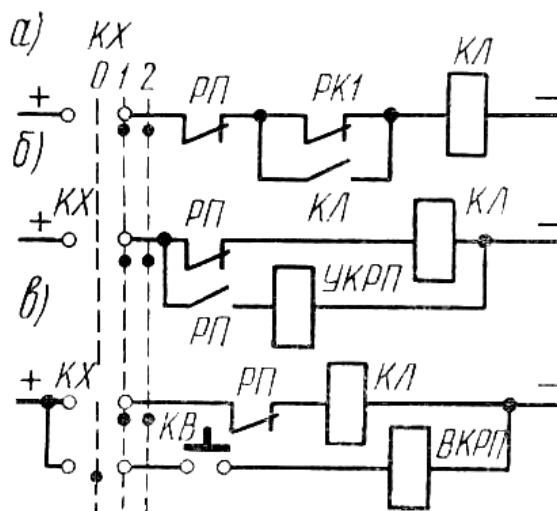 а) КХ
0 1 2
+ РП РК1 КЛ −
б)
+ КХ РП КЛ КЛ −
УКРП
РП
в)
+ КХ РП КЛ −
КВ ВКРП